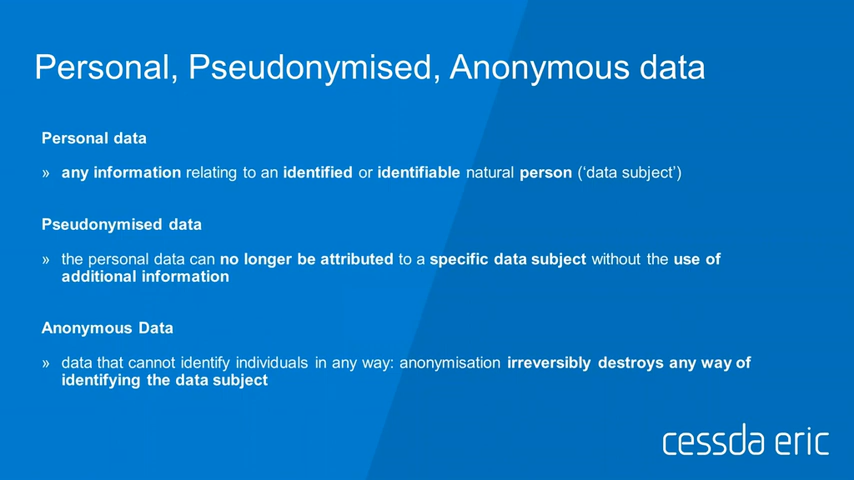 Personal, Pseudonymised, Anonymous data
Personal data
» any information relating to an identified or identifiable natural person (‘data subject’)
Pseudonymised data
» the personal data can no longer be attributed to a specific data subject without the use of
additional information
Anonymous Data
» data that cannot identify individuals in any way: anonymisation irreversibly destroys any way of
identifying the data subject
cessda eric